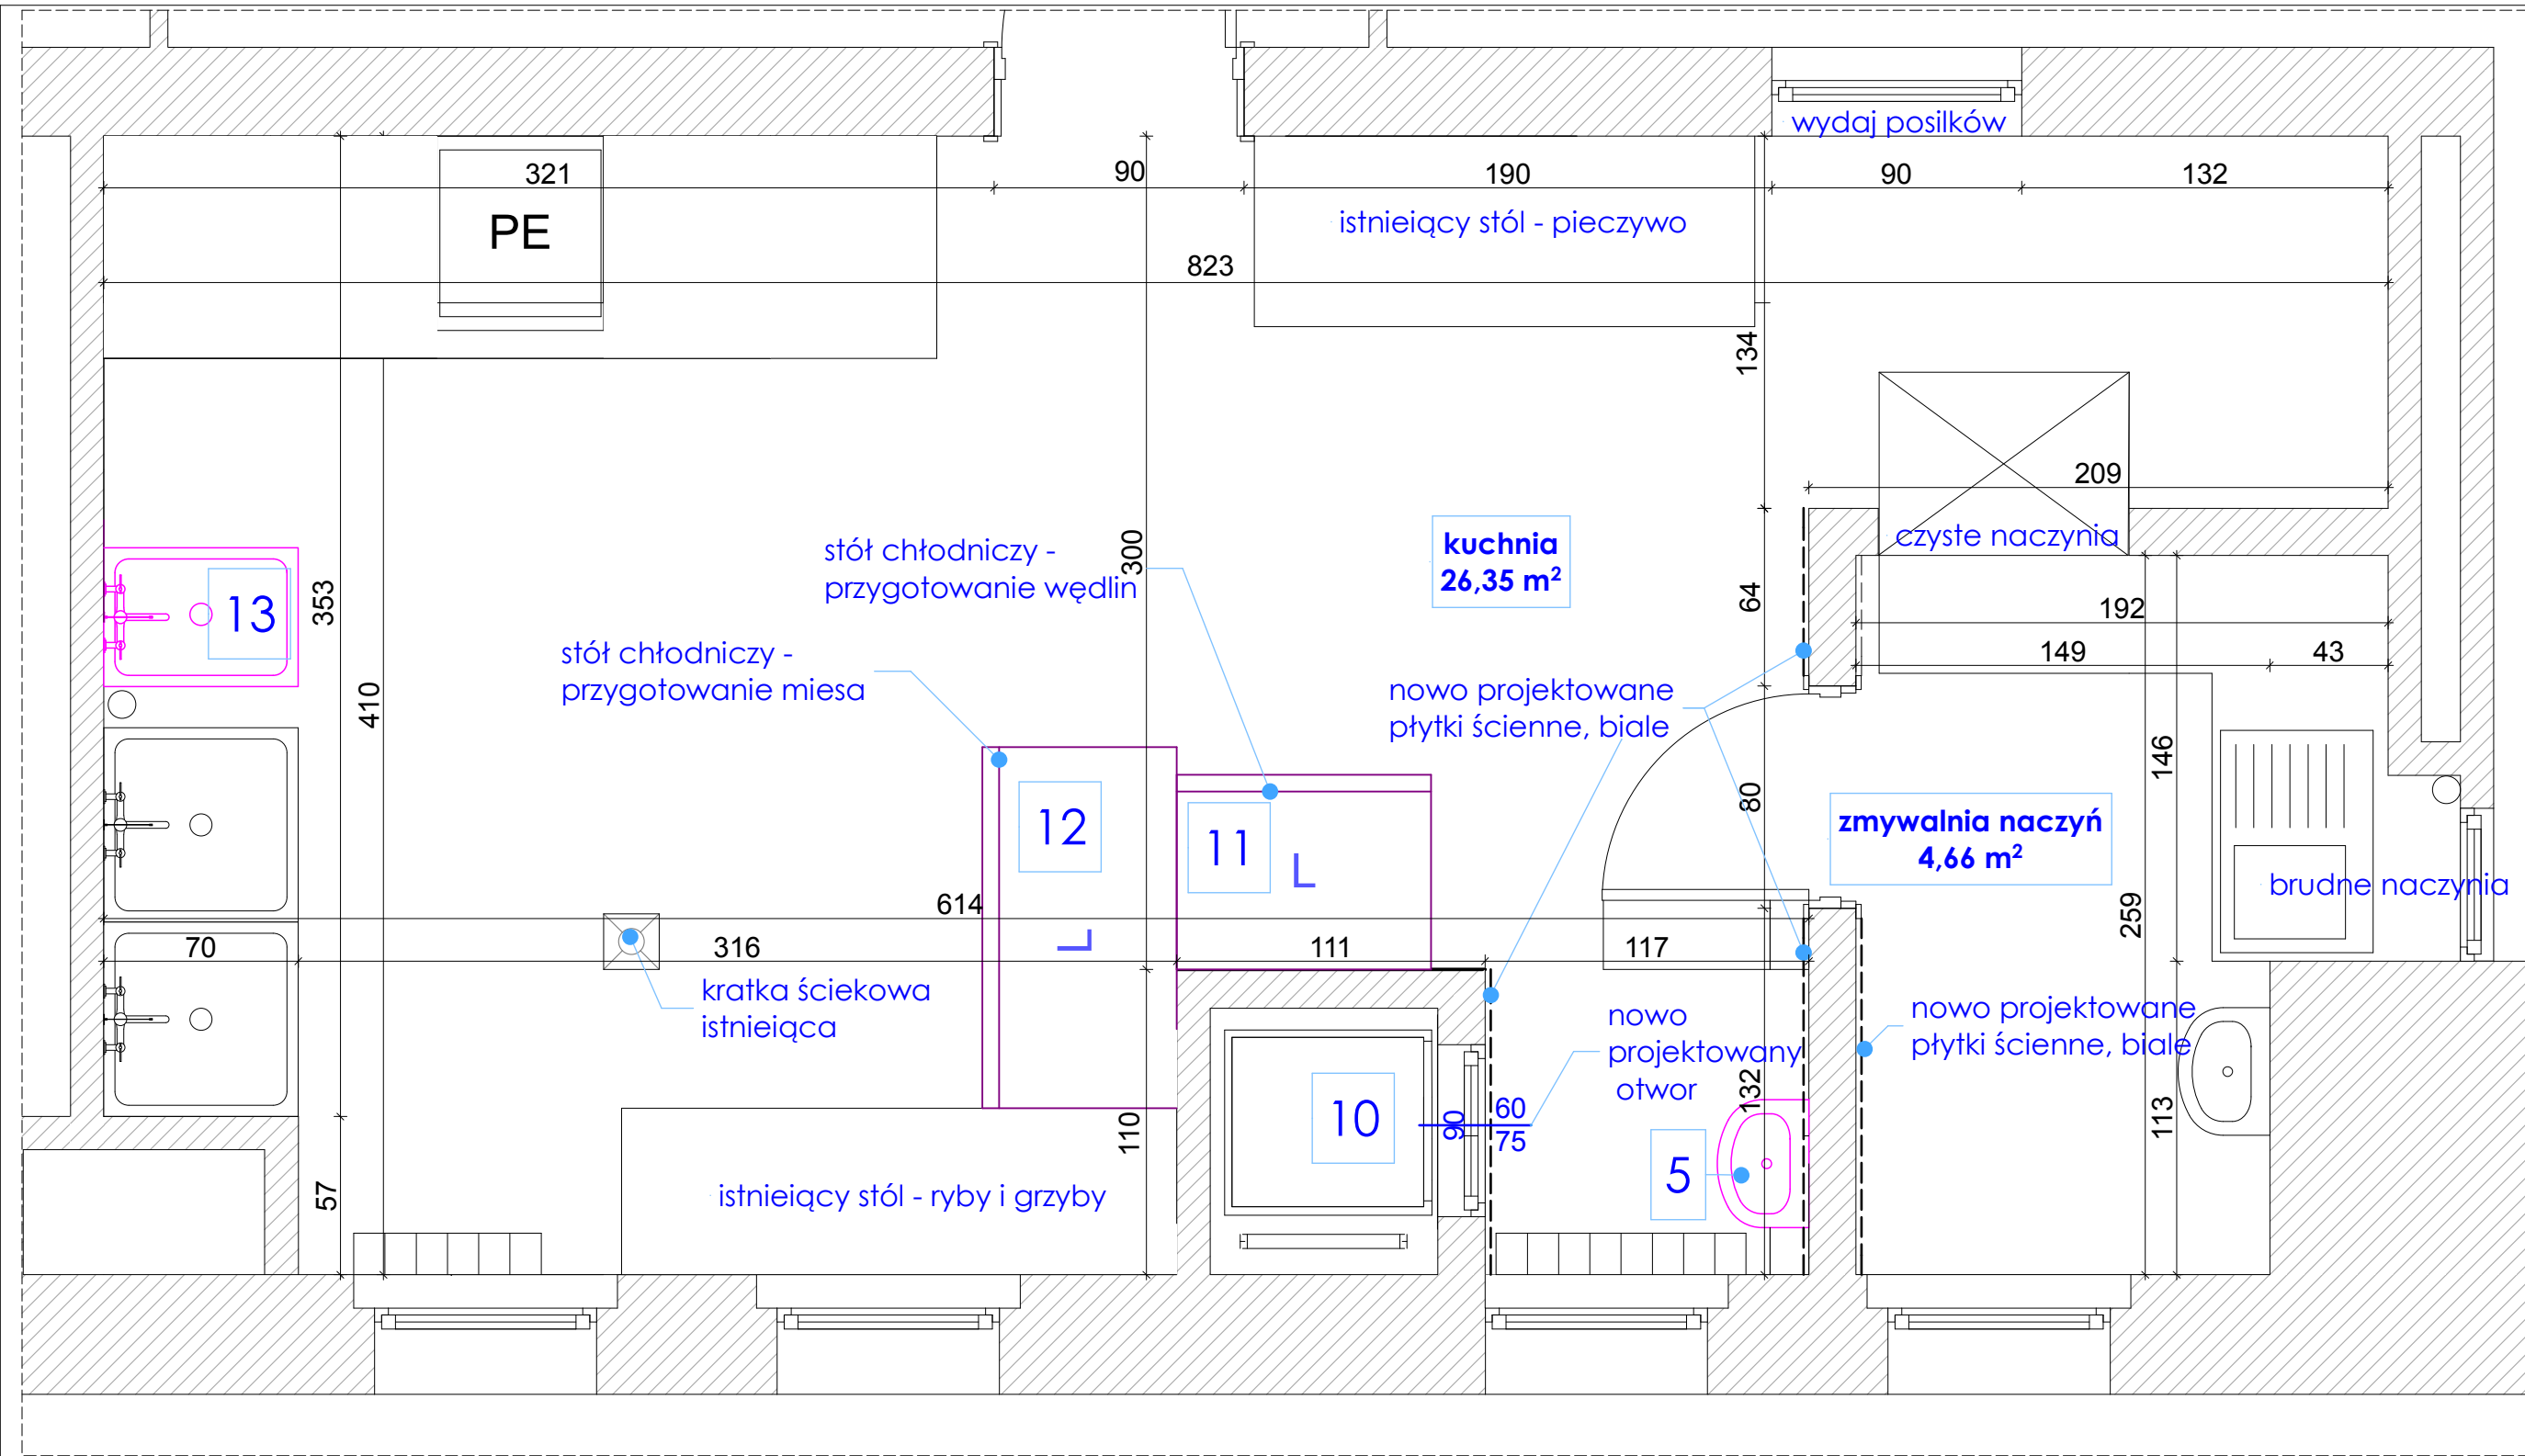 wydaj posilków
321
90
190
90
132
PE
istnieiący stól - pieczywo
823
134
209
czyste naczynia
stół chłodniczy -
przygotowanie wędlin
300
kuchnia
26,35 m²
13
353
64
192
149
43
stół chłodniczy -
przygotowanie miesa
410
nowo projektowane
płytki ścienne, biale
146
80
12
11
L
L
zmywalnia naczyń
4,66 m²
brudne naczynia
259
614
70
316
111
117
kratka ściekowa
istnieiąca
nowo
projektowany
otwor
nowo projektowane
płytki ścienne, biale
132
113
110
10
90
60
75
5
57
istnieiący stól - ryby i grzyby